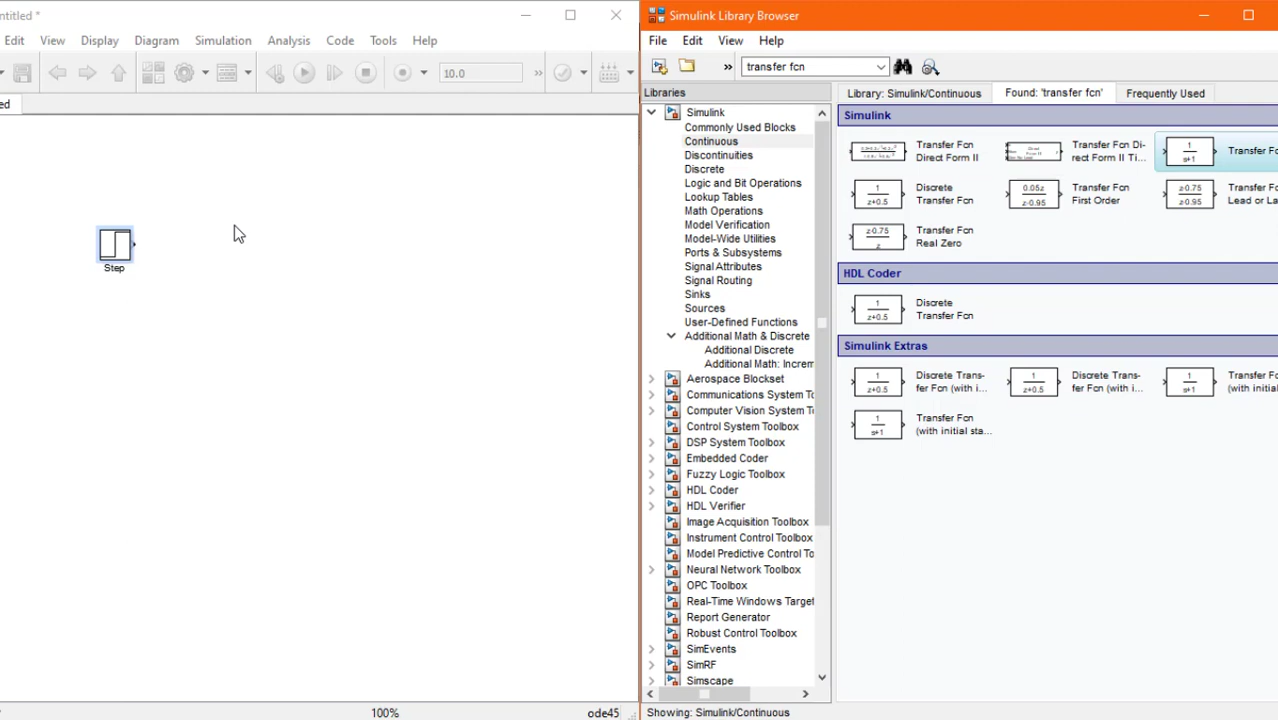 ntitled *
Edit View Display Diagram Simulation Analysis Code Tools Help
10.0 »
ed
Step
100% ode45
Simulink Library Browser
File Edit View Help
» transfer fcn
Libraries
Simulink
Commonly Used Blocks
Continuous
Discontinuities
Discrete
Logic and Bit Operations
Lookup Tables
Math Operations
Model Verification
Model-Wide Utilities
Ports & Subsystems
Signal Attributes
Signal Routing
Sinks
Sources
User-Defined Functions
Additional Math & Discrete
Additional Discrete
Additional Math: Increm
Aerospace Blockset
Communications System To
Computer Vision System T
Control System Toolbox
DSP System Toolbox
Embedded Coder
Fuzzy Logic Toolbox
HDL Coder
HDL Verifier
Image Acquisition Toolbox
Instrument Control Toolbox
Model Predictive Control To
Neural Network Toolbox
OPC Toolbox
Real-Time Windows Target
Report Generator
Robust Control Toolbox
SimEvents
SimRF
Simscape
Library: Simulink/Continuous Found: 'transfer fcn' Frequently Used
Simulink
Transfer Fcn
Direct Form II
Transfer Fcn Di-
rect Form II Ti...
1
s+1
Transfer Fc
1
z+0.5
Discrete
Transfer Fcn
0.05z
z-0.95
Transfer Fcn
First Order
z-0.75
z-0.95
Transfer Fc
Lead or La
z-0.75
z
Transfer Fcn
Real Zero
HDL Coder
1
z+0.5
Discrete
Transfer Fcn
Simulink Extras
1
z+0.5
Discrete Trans-
fer Fcn (with i...
1
z+0.5
Discrete Trans-
fer Fcn (with i...
1
s+1
Transfer Fc
(with initial
1
s+1
Transfer Fcn
(with initial sta...
Showing: Simulink/Continuous